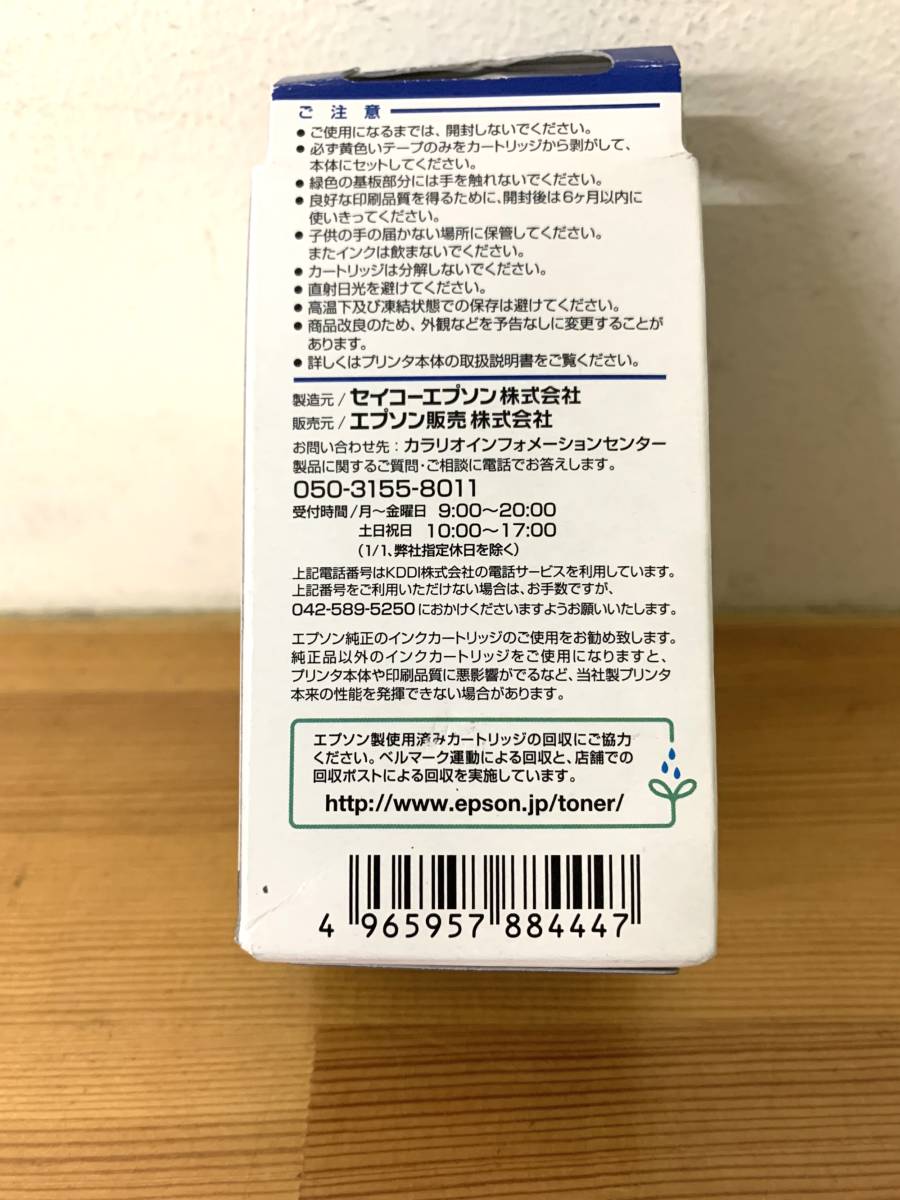 ご注意
● ご使用になるまでは、開封しないでください。
● 必ず黄色いテープのみをカートリッジから剥がして、
本体にセットしてください。
● 緑色の基板部分には手を触れないでください。
● 良好な印刷品質を得るために、開封後は6ヶ月以内に
使いきってください。
● 子供の手の届かない場所に保管してください。
またインクは飲まないでください。
● カートリッジは分解しないでください。
● 直射日光を避けてください。
● 高温下及び凍結状態での保存は避けてください。
● 商品改良のため、外観などを予告なしに変更することが
あります。
● 詳しくはプリンタ本体の取扱説明書をご覧ください。
製造元/セイコーエプソン株式会社
販売元/エプソン販売株式会社
お問い合わせ先:カラリオインフォメーションセンター
製品に関するご質問・ご相談に電話でお答えします。
050-3155-8011
受付時間/月〜金曜日 9:00〜20:00
土日祝日 10:00〜17:00
(1/1、弊社指定休日を除く)
上記電話番号はKDDI株式会社の電話サービスを利用しています。
上記番号をご利用いただけない場合は、お手数ですが、
042-589-5250におかけくださいますようお願いいたします。
エプソン純正のインクカートリッジのご使用をお勧め致します。
純正品以外のインクカートリッジをご使用になりますと、
プリンタ本体や印刷品質に悪影響がでるなど、当社製プリンタ
本来の性能を発揮できない場合があります。
エプソン製使用済みカートリッジの回収にご協力
ください。ベルマーク運動による回収と、店舗での
回収ポストによる回収を実施しています。
http://www.epson.jp/toner/
4 965957 884447